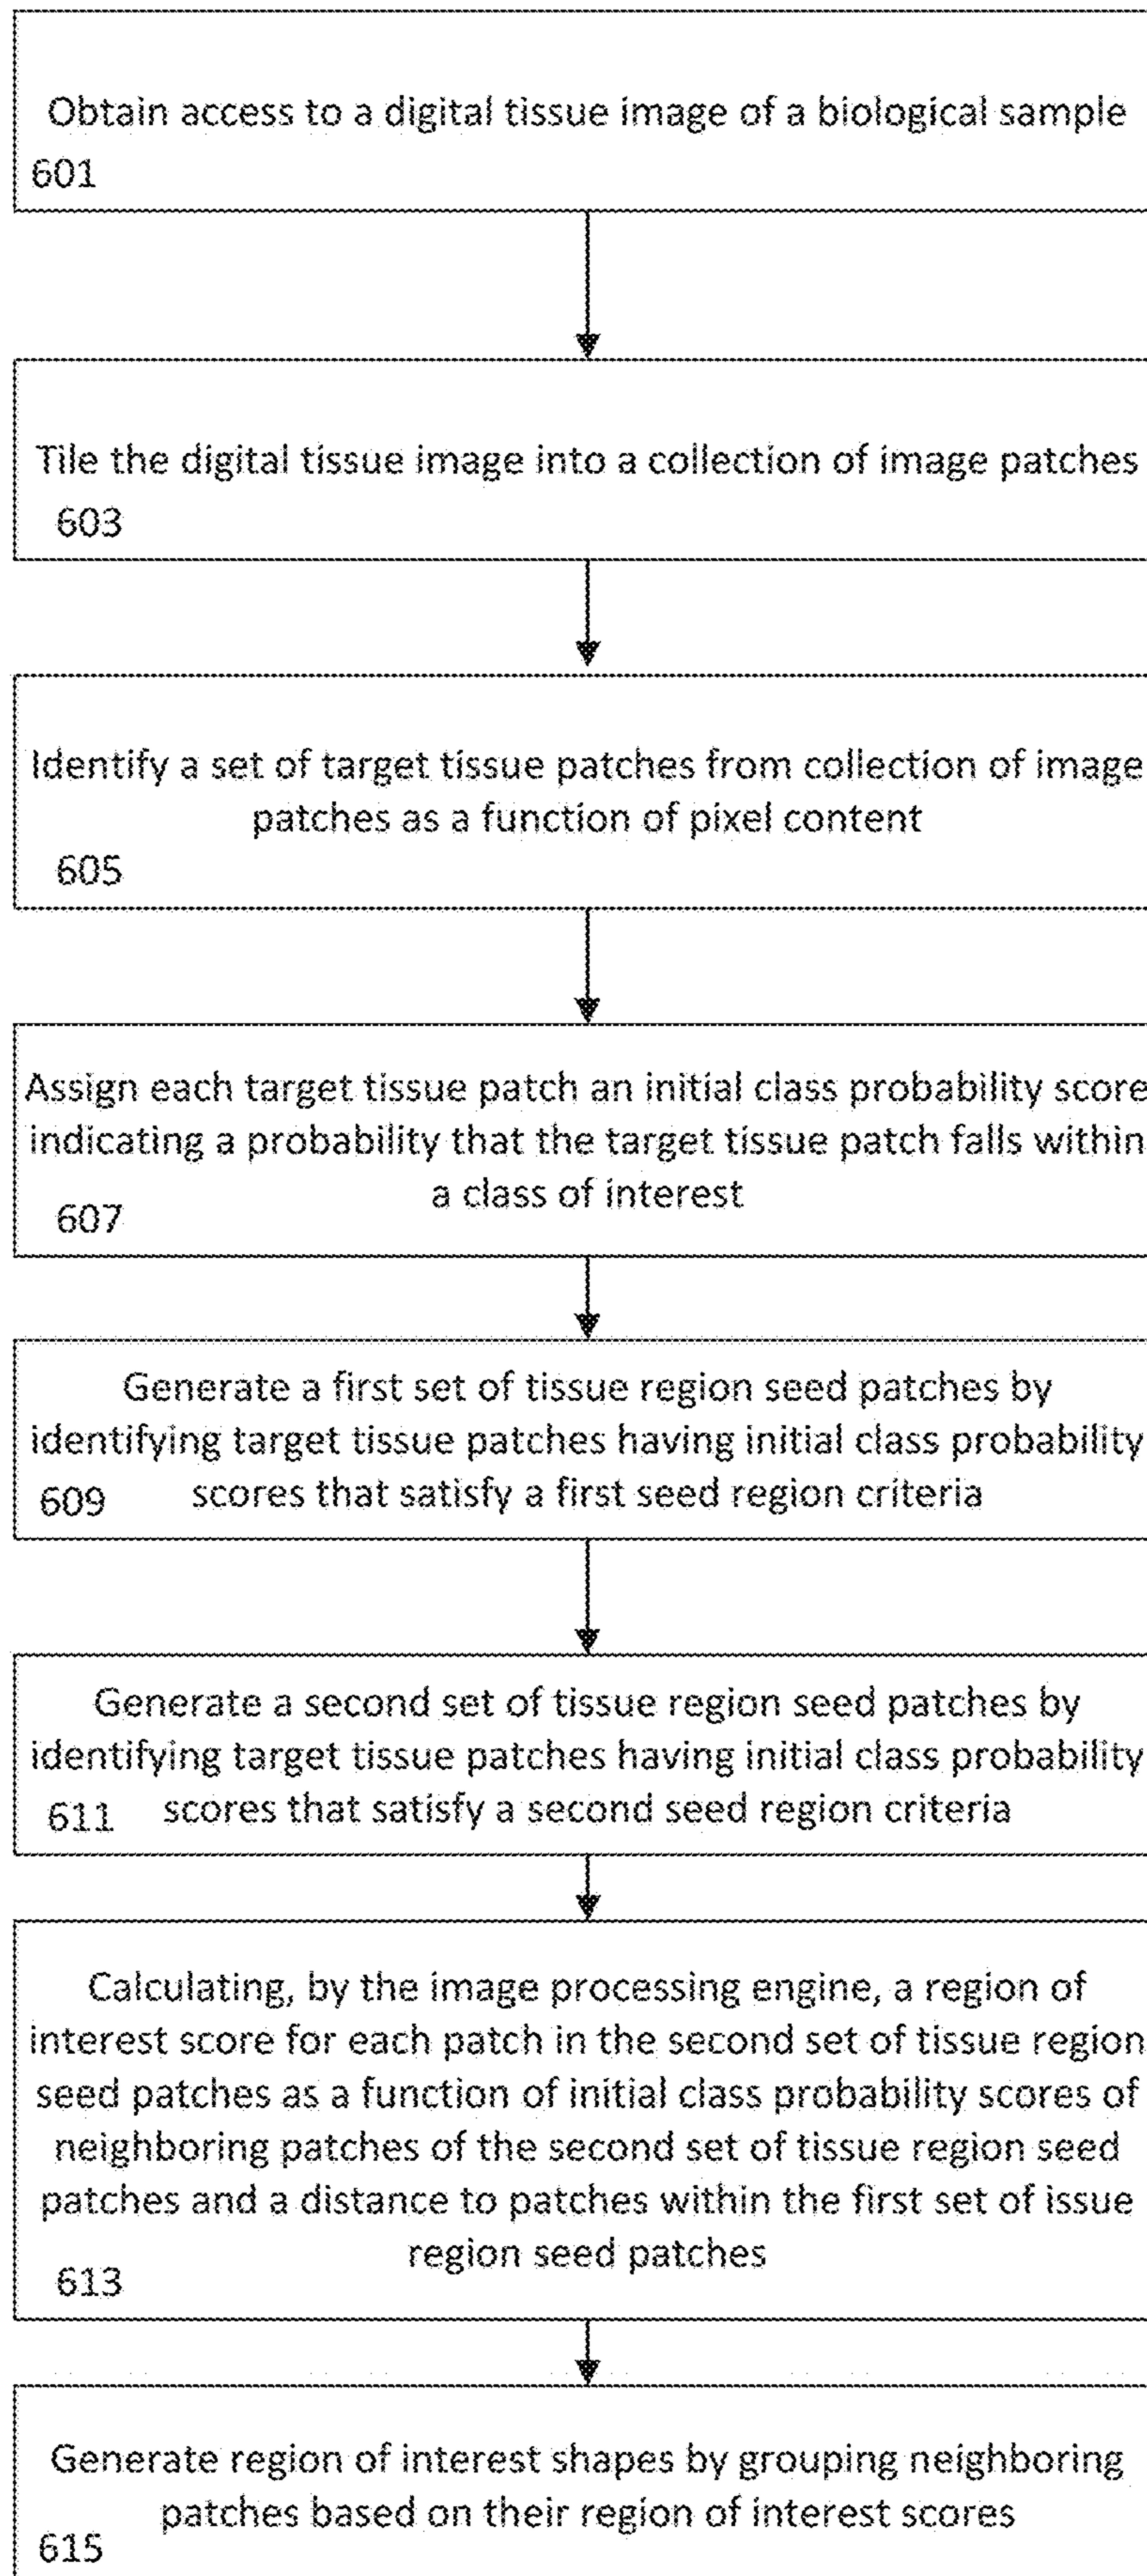 Obtain access to a digital tissue image of a biological sample
601
Tile the digital tissue image into a collection of image patches
603
Identify a set of target tissue patches from collection of image
patches as a function of pixel content
605
Assign each target tissue patch an initial class probability score
indicating a probability that the target tissue patch falls within
a class of interest
607
Generate a first set of tissue region seed patches by
identifying target tissue patches having initial class probability
scores that satisfy a first seed region criteria
609
Generate a second set of tissue region seed patches by
identifying target tissue patches having initial class probability
scores that satisfy a second seed region criteria
611
Calculating, by the image processing engine, a region of
interest score for each patch in the second set of tissue region
seed patches as a function of initial class probability scores of
neighboring patches of the second set of tissue region seed
patches and a distance to patches within the first set of issue
region seed patches
613
Generate region of interest shapes by grouping neighboring
patches based on their region of interest scores
615